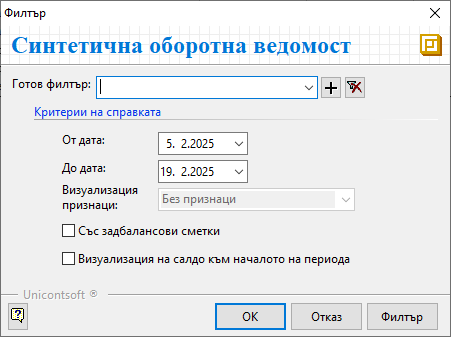 Филтър
Синтетична оборотна ведомост
Готов филтър:
Критерии на справката
От дата: 5. 2.2025
До дата: 19. 2.2025
Визуализация
признаци: Без признаци
Със задбалансови сметки
Визуализация на салдо към началото на периода
Unicontsoft ®
? ОК Отказ Филтър